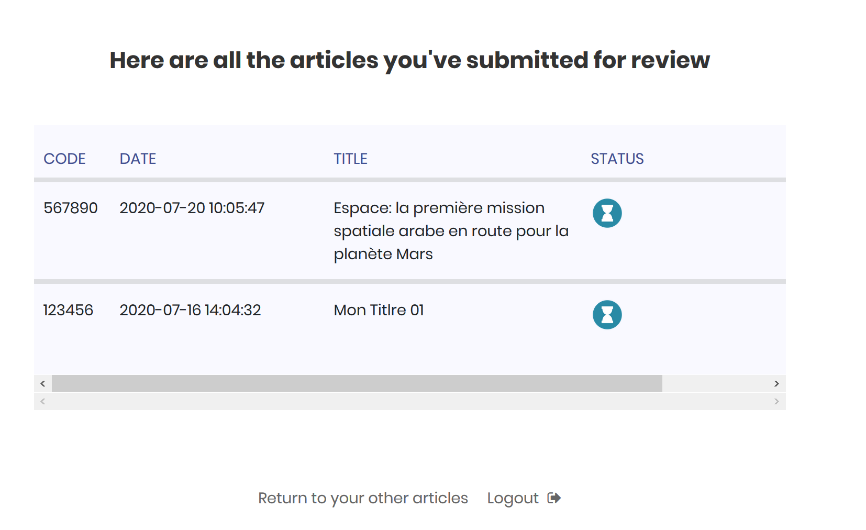 Here are all the articles you've submitted for review
CODE DATE TITLE STATUS
567890 2020-07-20 10:05:47 Espace: la première mission
spatiale arabe en route pour la
planète Mars
123456 2020-07-16 14:04:32 Mon Titlre 01
Return to your other articles Logout